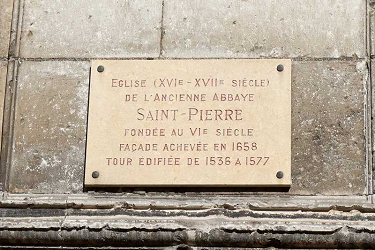 EGLISE (XVIE-XVIIE SIÈCLE)
DE L'ANCIENNE ABBAYE
SAINT-PIERRE
FONDÉE AU VIE SIÈCLE
FAÇADE ACHEVÉE EN 1658
TOUR ÉDIFIÉE DE 1536 A 1577